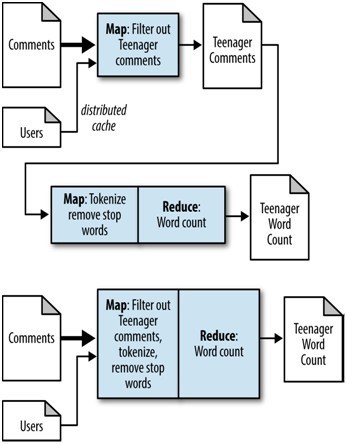 Comments
Map: Filter out
Teenager
comments
Teenager
Comments
Users
distributed
cache
Map: Tokenize
remove stop
words
Reduce:
Word count
Teenager
Word
Count
Comments
Map: Filter out
Teenager
comments,
tokenize,
remove stop
words
Reduce:
Word count
Teenager
Word
Count
Users